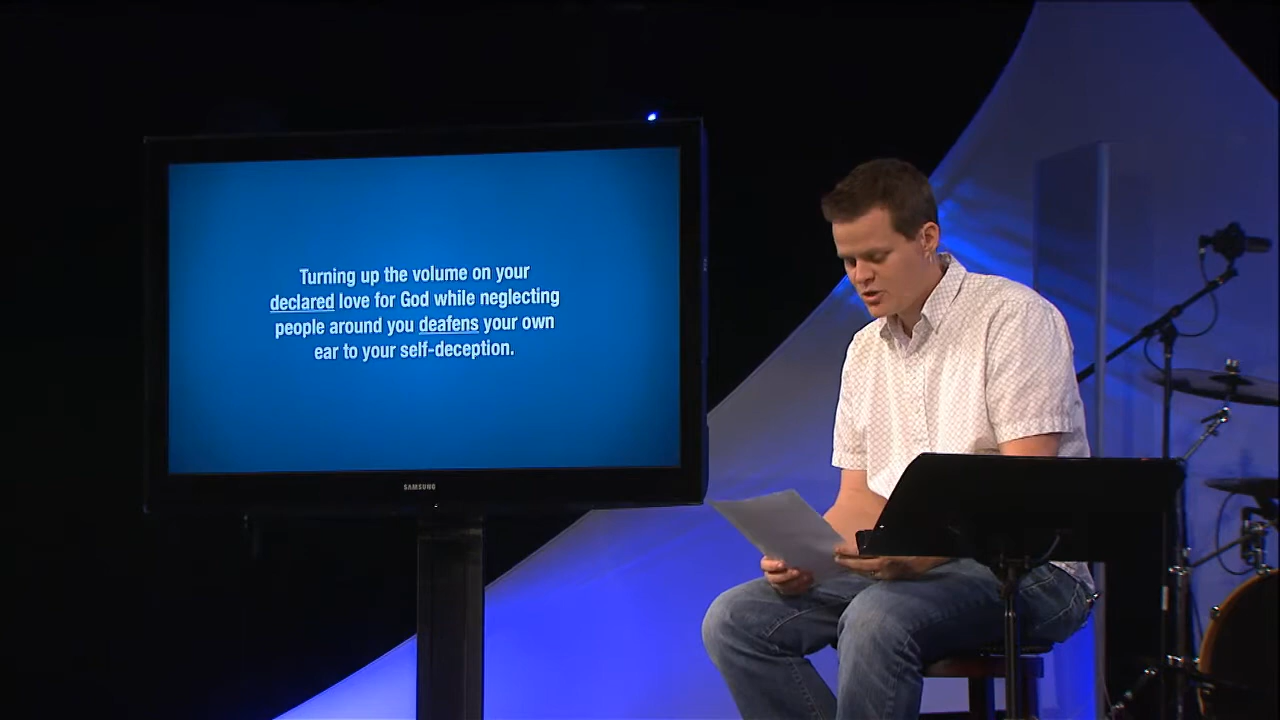 Turning up the volume on your
declared love for God while neglecting
people around you deafens your own
ear to your self-deception.
SAMSUNG